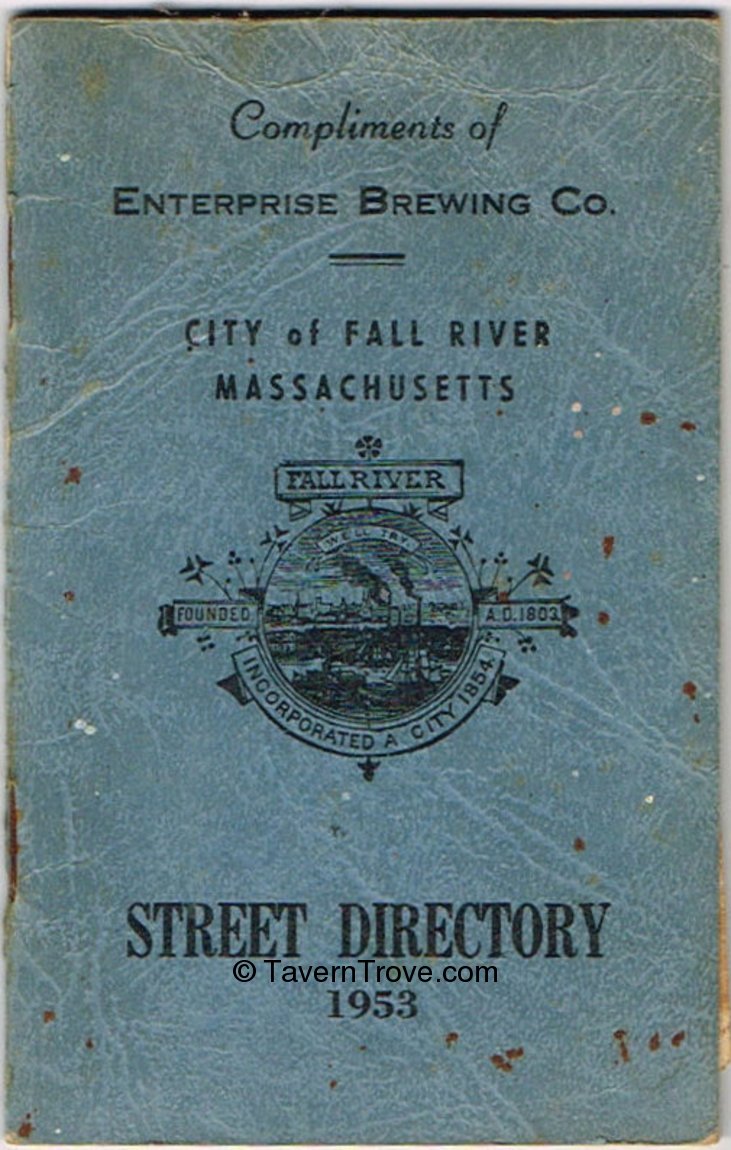 Compliments of
ENTERPRISE BREWING CO.
CITY of FALL RIVER
MASSACHUSETTS
FALL RIVER
WE'LL TRY
FOUNDED
A.D. 1803
INCORPORATED A CITY 1854
STREET DIRECTORY
© TavernTrove.com
1953